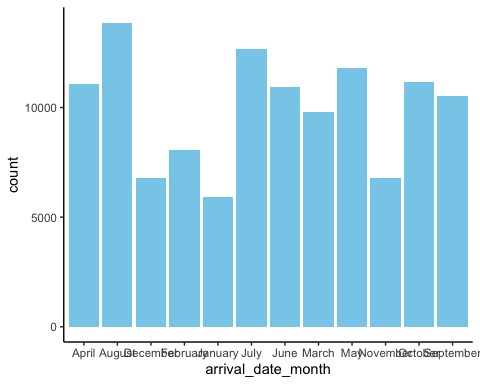 count
10000
5000
0
April August December February January July June March May November October September
arrival_date_month